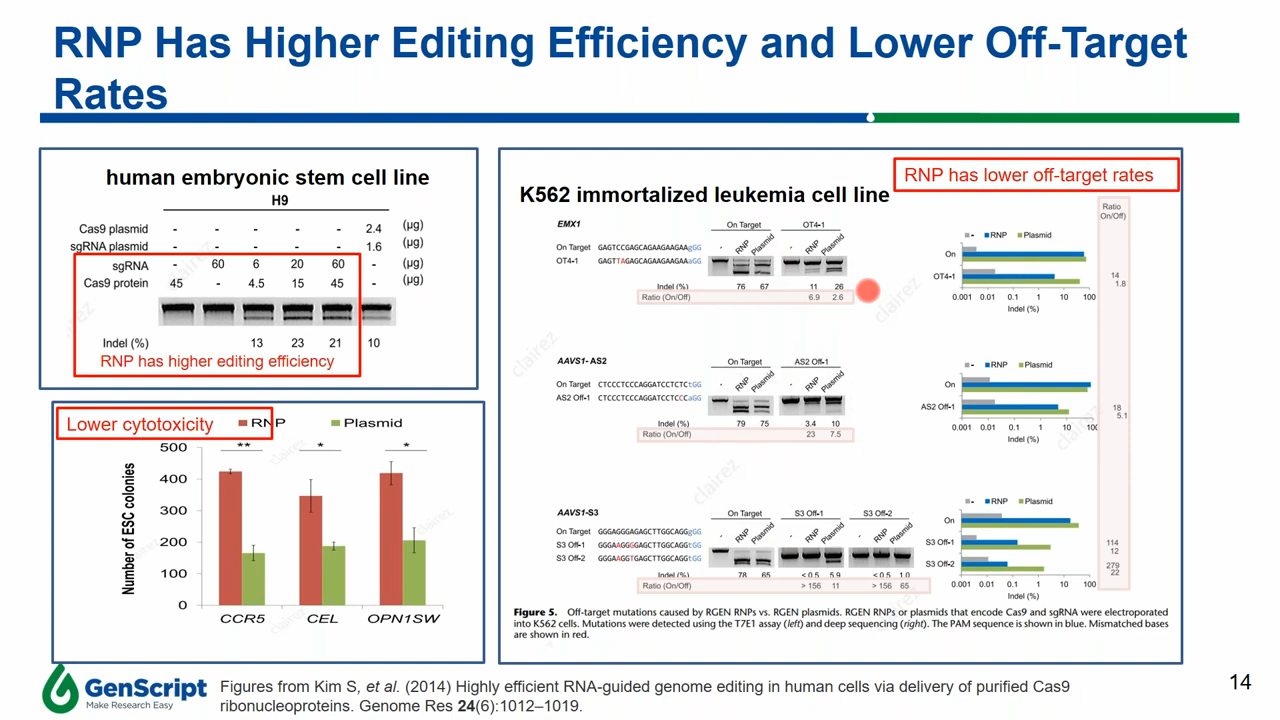 RNP Has Higher Editing Efficiency and Lower Off-Target
Rates
human embryonic stem cell line
H9
Cas9 plasmid - - - - - 2.4 (µg)
sgRNA plasmid - - - - - 1.6 (µg)
sgRNA - 60 6 20 60 - (µg)
Cas9 protein 45 - 4.5 15 45 - (µg)
Indel (%) 13 23 21 10
RNP has higher editing efficiency
Lower cytotoxicity
RNP Plasmid
Number of ESC colonies
500
400
300
200
100
0
** * *
CCR5 CEL OPN1SW
RNP has lower off-target rates
K562 immortalized leukemia cell line
Ratio
On/Off)
EMX1 On Target OT4-1
- RNP Plasmid - RNP Plasmid
On Target GAGTCCGAGCAGAAGAAGAAgGG
OT4-1 GAGTTAGAGCAGAAGAAGAAaGG
Indel (%) 76 67 11 26
Ratio (On/Off) 6.9 2.6
- RNP Plasmid
On
OT4-1
14
1.8
0.001 0.01 0.1 1 10 100
Indel (%)
AAVS1- AS2 On Target AS2 Off-1
- RNP Plasmid - RNP Plasmid
On Target CTCCCTCCCAGGATCCTCTCtGG
AS2 Off-1 CTCCCTCCCAGGATCCTCCCaGG
Indel (%) 79 75 3.4 10
Ratio (On/Off) 23 7.5
- RNP Plasmid
On
AS2 Off-1
18
5.1
0.001 0.01 0.1 1 10 100
Indel (%)
AAVS1-S3 On Target S3 Off-1 S3 Off-2
- RNP Plasmid - RNP Plasmid - RNP Plasmid
On Target GGGAGGGAGAGCTTGGCAGGgGG
S3 Off-1 GGGAAGGGGAGCTTGGCAGGtGG
S3 Off-2 GGGAAGGTGAGCTTGGCAGGtGG
Indel (%) 78 65 < 0.5 5.9 < 0.5 1.0
Ratio (On/Off) > 156 11 > 156 65
- RNP Plasmid
On
S3 Off-1
S3 Off-2
114
12
279
22
0.001 0.01 0.1 1 10 100
Indel (%)
Figure 5. Off-target mutations caused by RGEN RNPs vs. RGEN plasmids. RGEN RNPs or plasmids that encode Cas9 and sgRNA were electroporated
into K562 cells. Mutations were detected using the T7E1 assay (left) and deep sequencing (right). The PAM sequence is shown in blue. Mismatched bases
are shown in red.
clairez
clairez
clairez
clairez
GenScript
Make Research Easy
Figures from Kim S, et al. (2014) Highly efficient RNA-guided genome editing in human cells via delivery of purified Cas9
ribonucleoproteins. Genome Res 24(6):1012–1019.
14